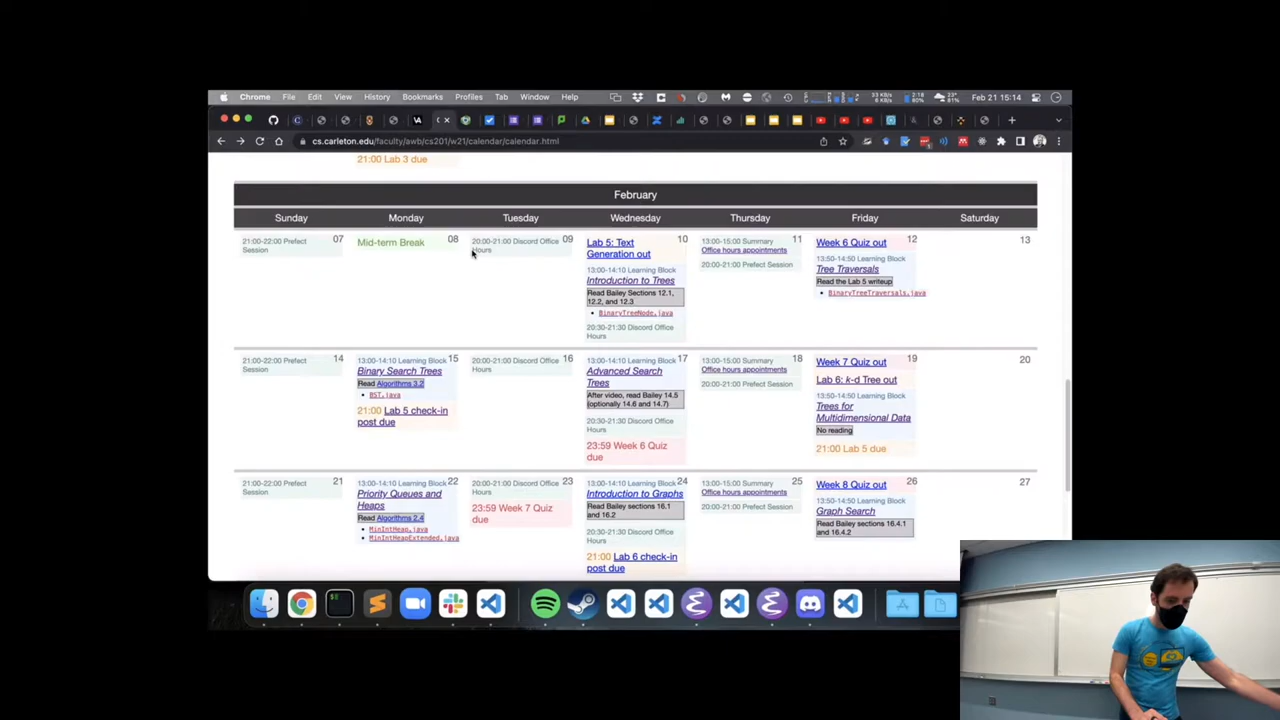 Chrome File Edit View History Bookmarks Profiles Tab Window Help
Feb 21 15:14
cs.carleton.edu/faculty/awb/cs201/w21/calendar/calendar.html
21:00 Lab 3 due
February
Sunday Monday Tuesday Wednesday Thursday Friday Saturday
07
21:00-22:00 Prefect
Session
08
Mid-term Break
09
20:00-21:00 Discord Office
Hours
10
Lab 5: Text
Generation out
13:00-14:10 Learning Block
Introduction to Trees
Read Bailey Sections 12.1,
12.2, and 12.3
BinaryTreeNode.java
20:30-21:30 Discord Office
Hours
11
13:00-15:00 Summary
Office hours appointments
20:00-21:00 Prefect Session
12
Week 6 Quiz out
13:50-14:50 Learning Block
Tree Traversals
Read the Lab 5 writeup
BinaryTreeTraversals.java
13
14
21:00-22:00 Prefect
Session
15
13:00-14:10 Learning Block
Binary Search Trees
Read Algorithms 3.2
BST.java
21:00 Lab 5 check-in
post due
16
20:00-21:00 Discord Office
Hours
17
13:00-14:10 Learning Block
Advanced Search
Trees
After video, read Bailey 14.5
(optionally 14.6 and 14.7)
20:30-21:30 Discord Office
Hours
23:59 Week 6 Quiz
due
18
13:00-15:00 Summary
Office hours appointments
20:00-21:00 Prefect Session
19
Week 7 Quiz out
Lab 6: k-d Tree out
13:50-14:50 Learning Block
Trees for
Multidimensional Data
No reading
21:00 Lab 5 due
20
21
21:00-22:00 Prefect
Session
22
13:00-14:10 Learning Block
Priority Queues and
Heaps
Read Algorithms 2.4
MinIntHeap.java
MinIntHeapExtended.java
23
20:00-21:00 Discord Office
Hours
23:59 Week 7 Quiz
due
24
13:00-14:10 Learning Block
Introduction to Graphs
Read Bailey sections 16.1
and 16.2
20:30-21:30 Discord Office
Hours
21:00 Lab 6 check-in
post due
25
13:00-15:00 Summary
Office hours appointments
20:00-21:00 Prefect Session
26
Week 8 Quiz out
13:50-14:50 Learning Block
Graph Search
Read Bailey sections 16.4.1
and 16.4.2
27